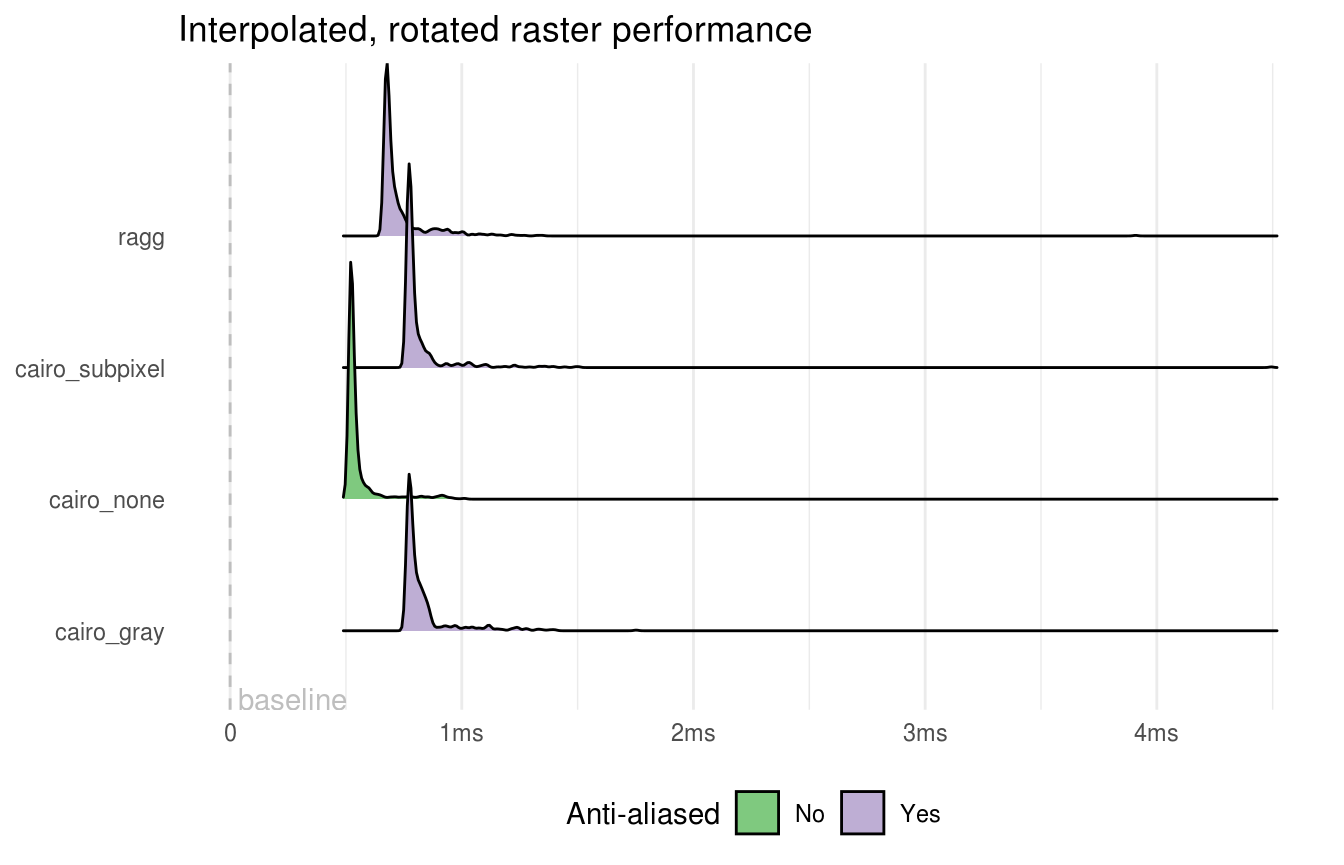 Interpolated, rotated raster performance
ragg
cairo_subpixel
cairo_none
cairo_gray
baseline
0 1ms 2ms 3ms 4ms
Anti-aliased No Yes